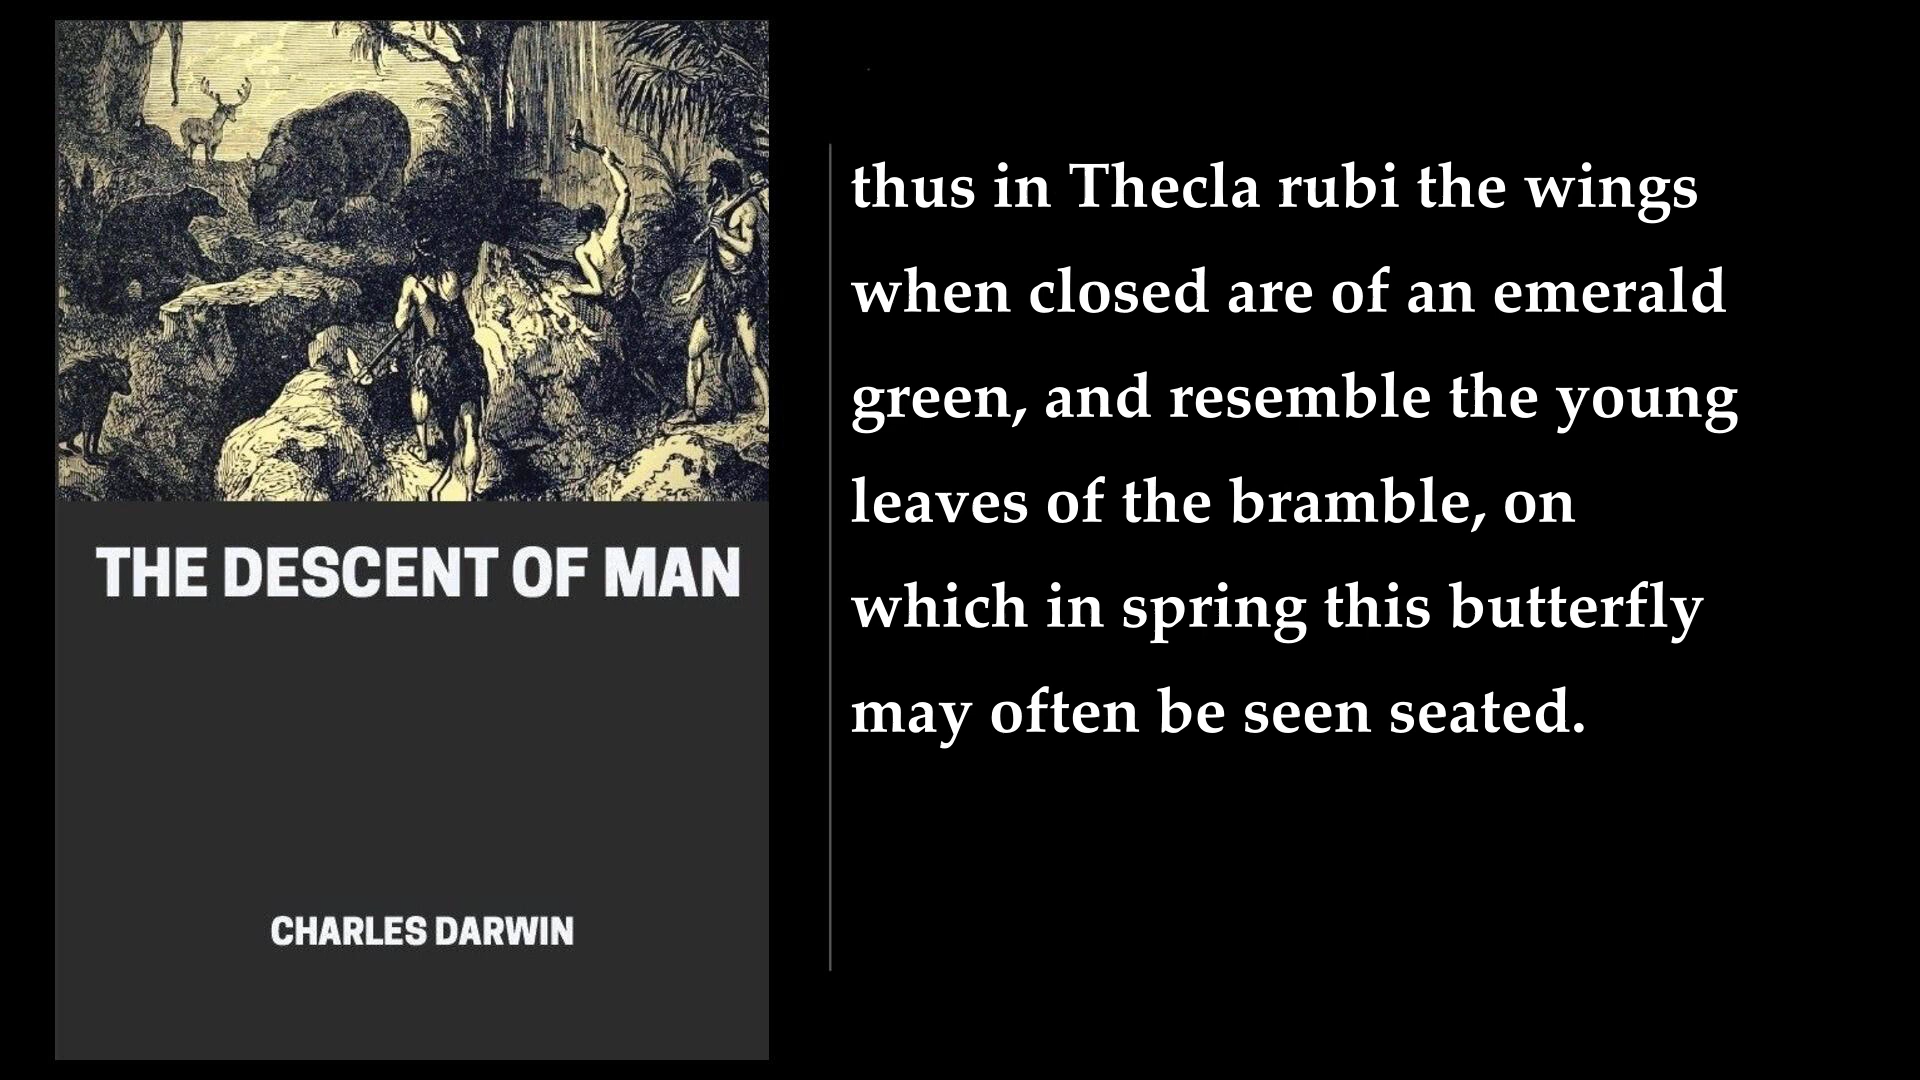 THE DESCENT OF MAN
CHARLES DARWIN
thus in Thecla rubi the wings
when closed are of an emerald
green, and resemble the young
leaves of the bramble, on
which in spring this butterfly
may often be seen seated.